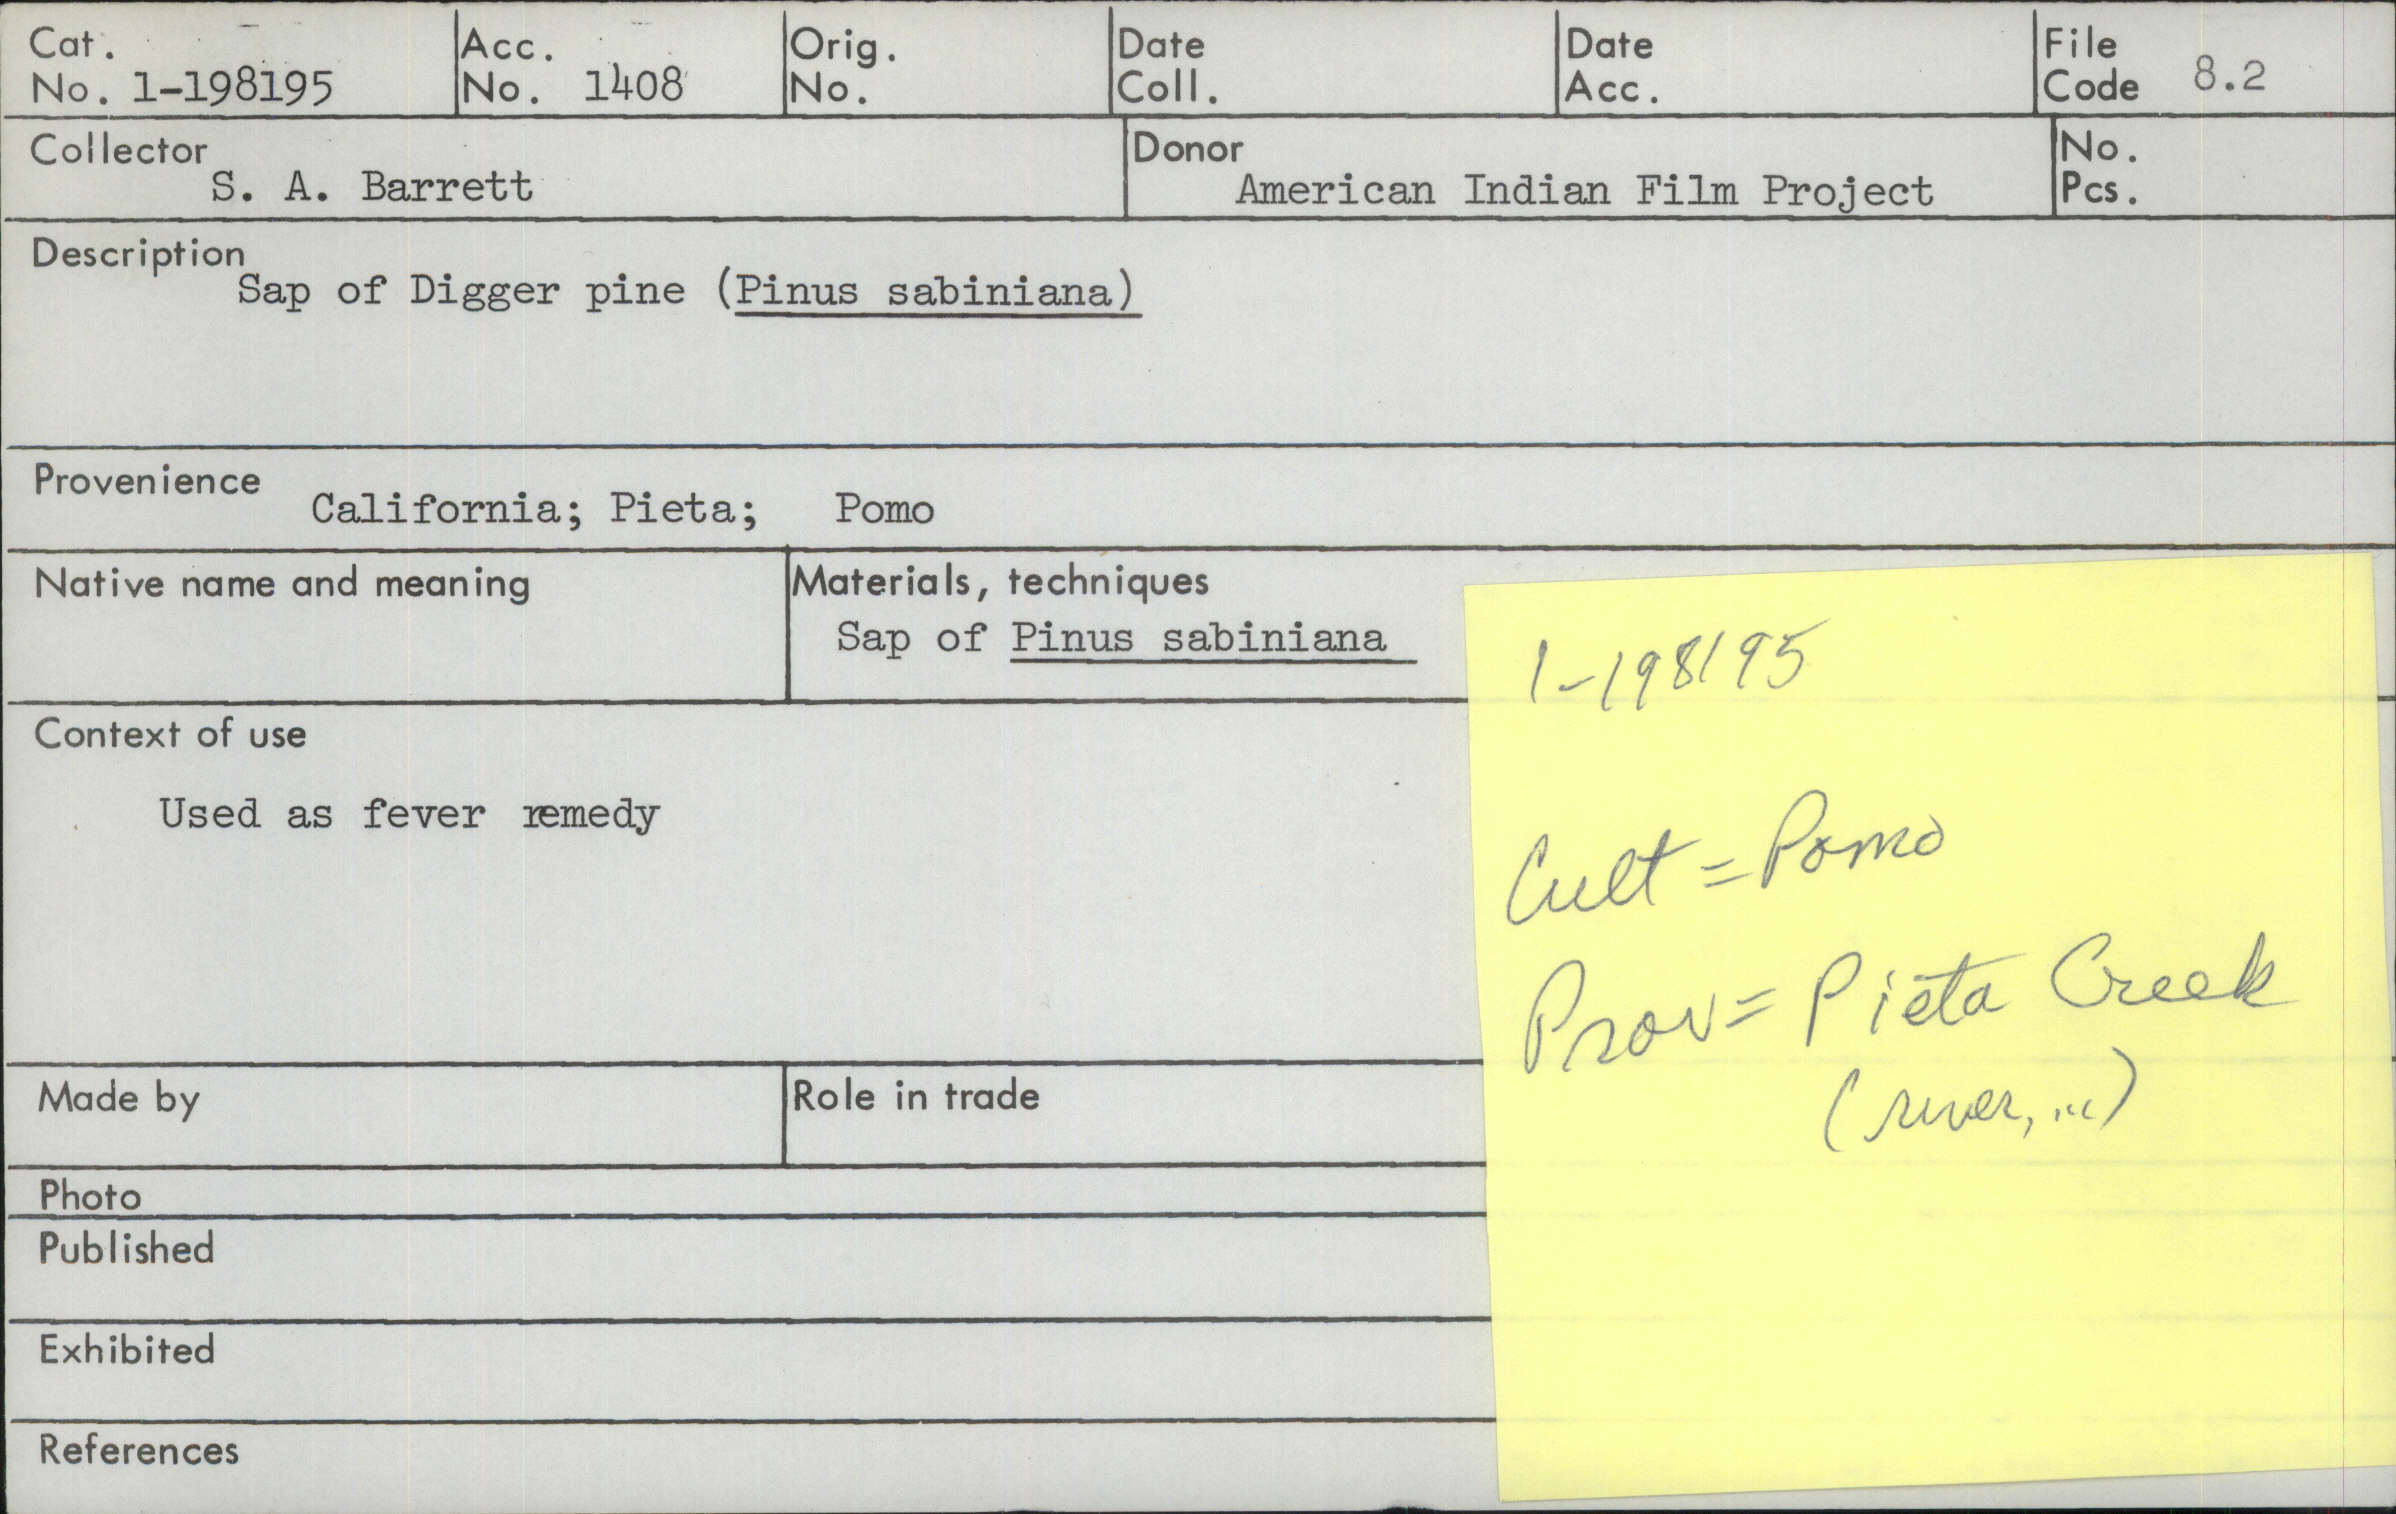 Cat. No. 1-198195
Acc. No. 1408
Orig. No.
Date Coll.
Date Acc.
File Code 8.2
Collector
S. A. Barrett
Donor
American Indian Film Project
No. Pcs.
Description
Sap of Digger pine (Pinus sabiniana)
Provenience
California; Pieta; Pomo
Native name and meaning
Materials, techniques
Sap of Pinus sabiniana
Context of use
Used as fever remedy
Made by
Role in trade
Photo
Published
Exhibited
References
1-198195
Cult = Pomo
Prov = Pieta Creek
(river, ...)